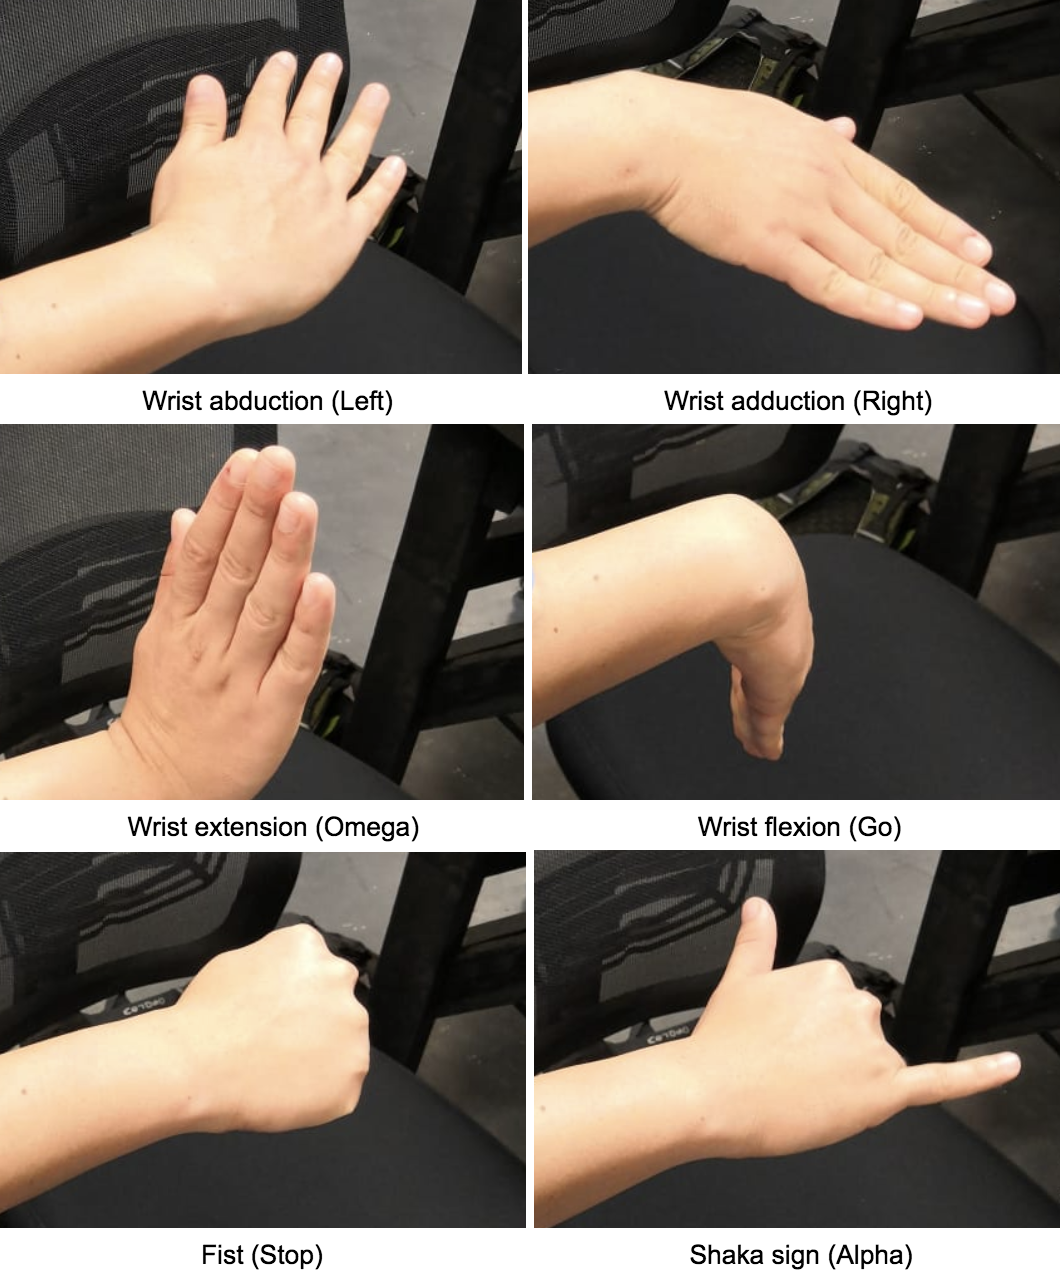 Wrist abduction (Left)
Wrist adduction (Right)
Wrist extension (Omega)
Wrist flexion (Go)
Fist (Stop)
Shaka sign (Alpha)